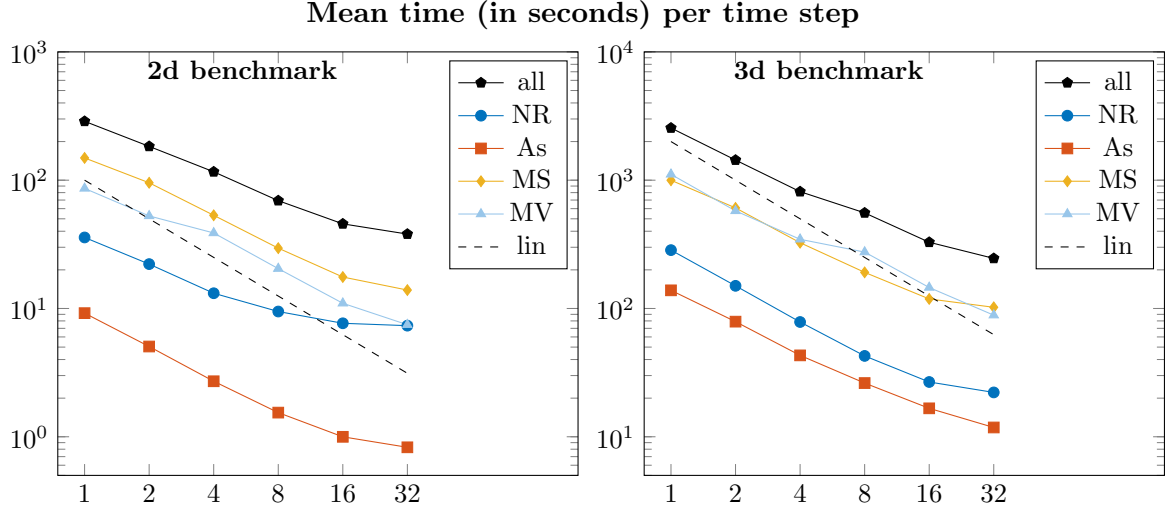 Mean time (in seconds) per time step
2d benchmark
10^3
10^2
10^1
10^0
1 2 4 8 16 32
all
NR
As
MS
MV
lin
3d benchmark
10^4
10^3
10^2
10^1
1 2 4 8 16 32
all
NR
As
MS
MV
lin